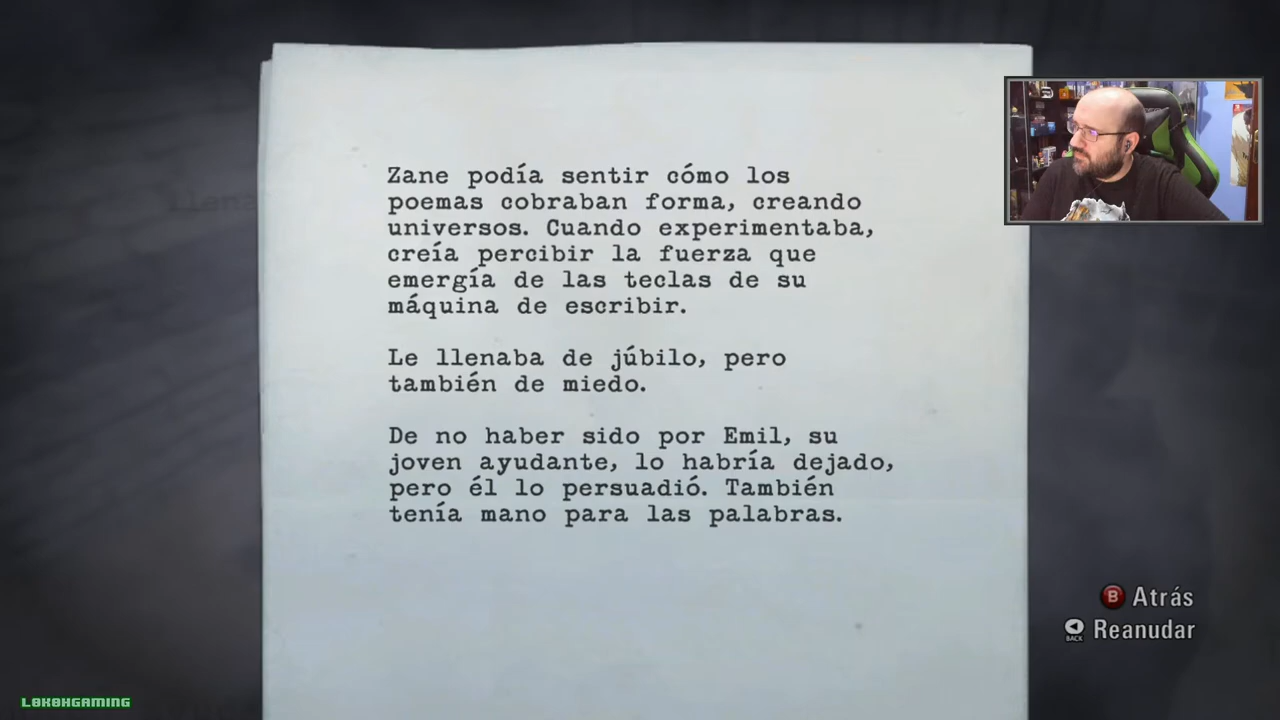 Zane podía sentir cómo los
poemas cobraban forma, creando
universos. Cuando experimentaba,
creía percibir la fuerza que
emergía de las teclas de su
máquina de escribir.
Le llenaba de júbilo, pero
también de miedo.
De no haber sido por Emil, su
joven ayudante, lo habría dejado,
pero él lo persuadió. También
tenía mano para las palabras.
B Atrás
BACK Reanudar
L0K0XGAMING